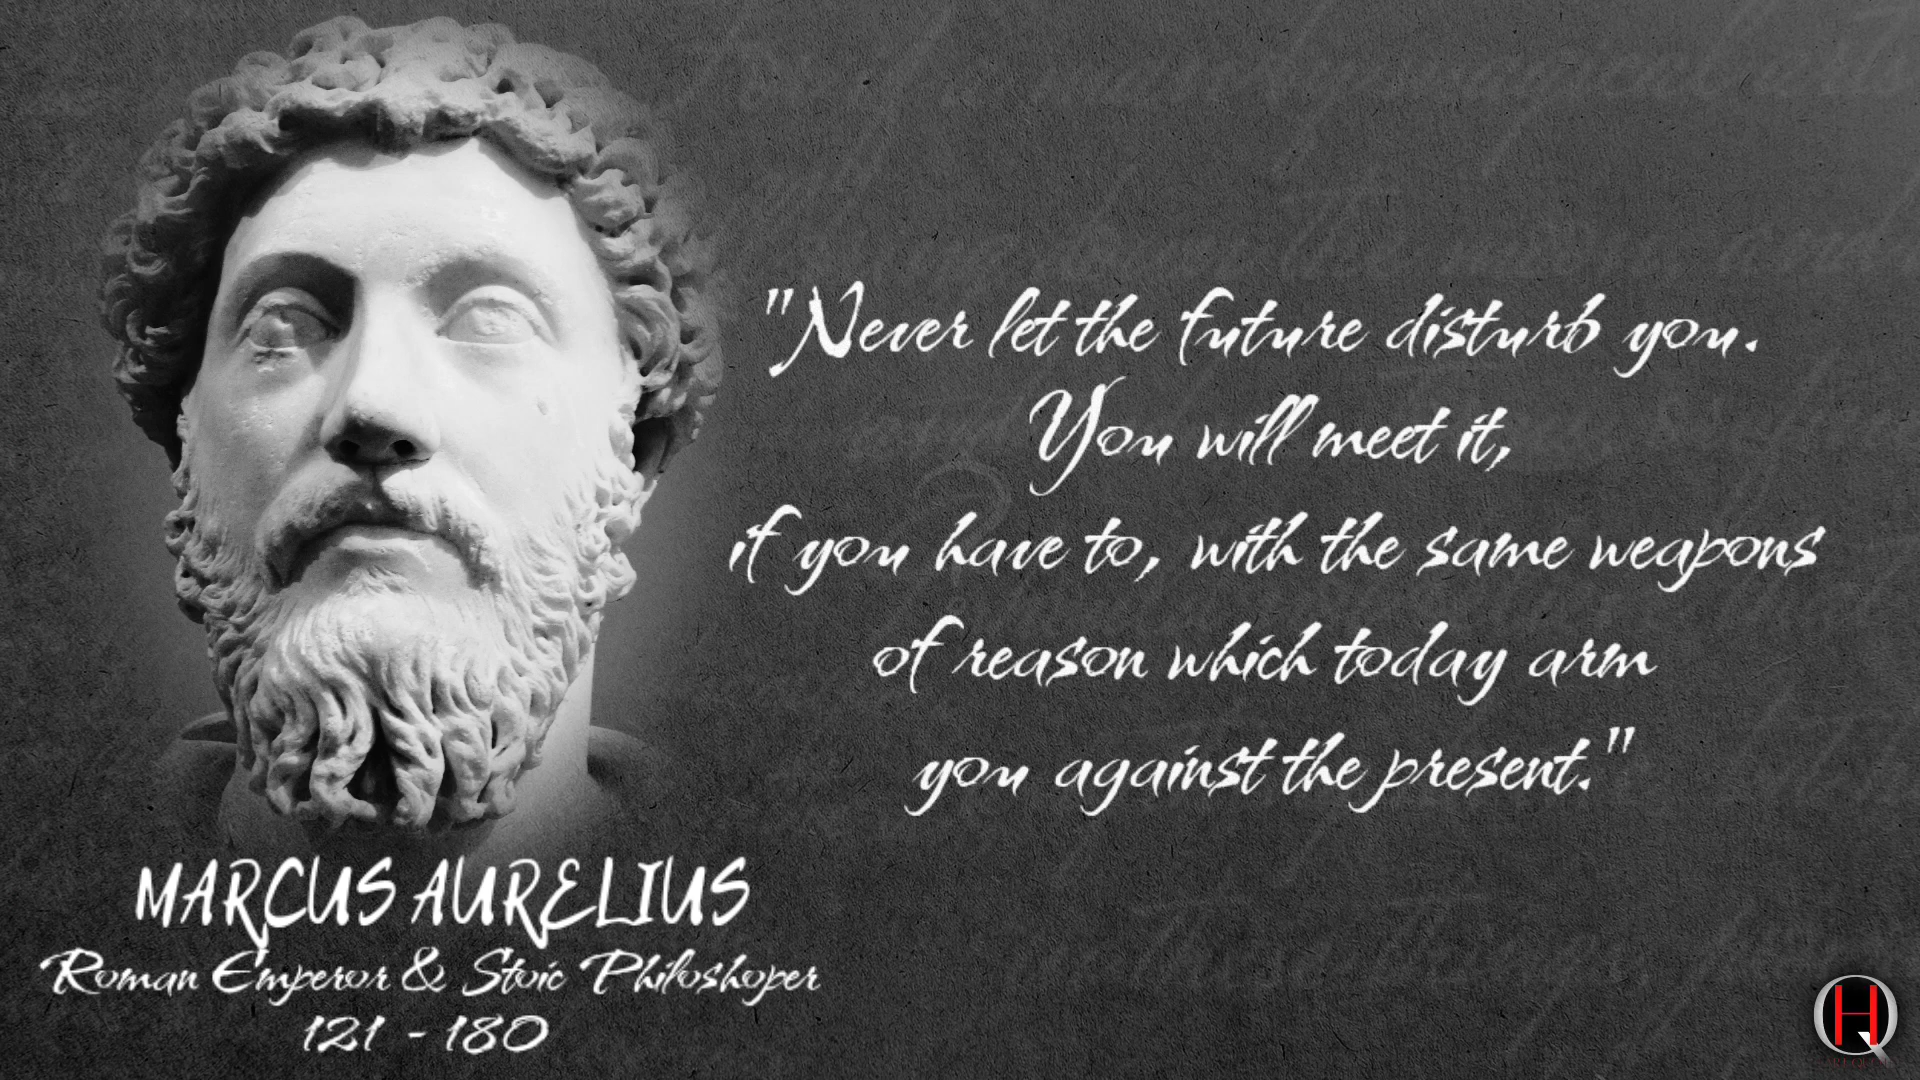 "Never let the future disturb you.
You will meet it,
if you have to, with the same weapons
of reason which today arm
you against the present."
MARCUS AURELIUS
Roman Emperor & Stoic Philoshoper
121 - 180
HQ